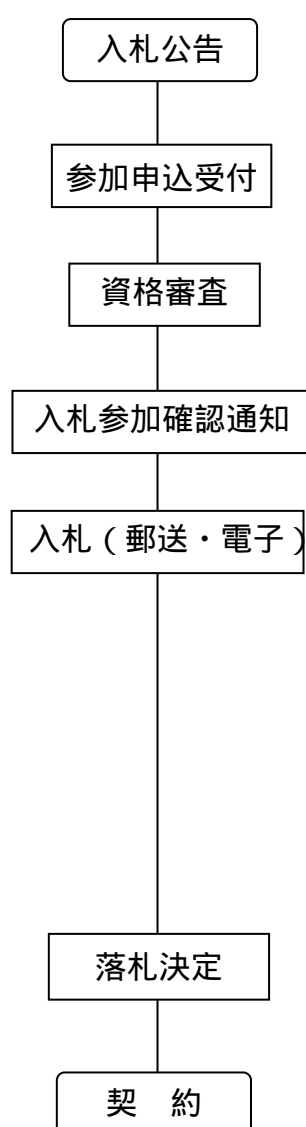 入札公告
参加申込受付
資格審査
入札参加確認通知
入札（郵送・電子）
落札決定
契　約